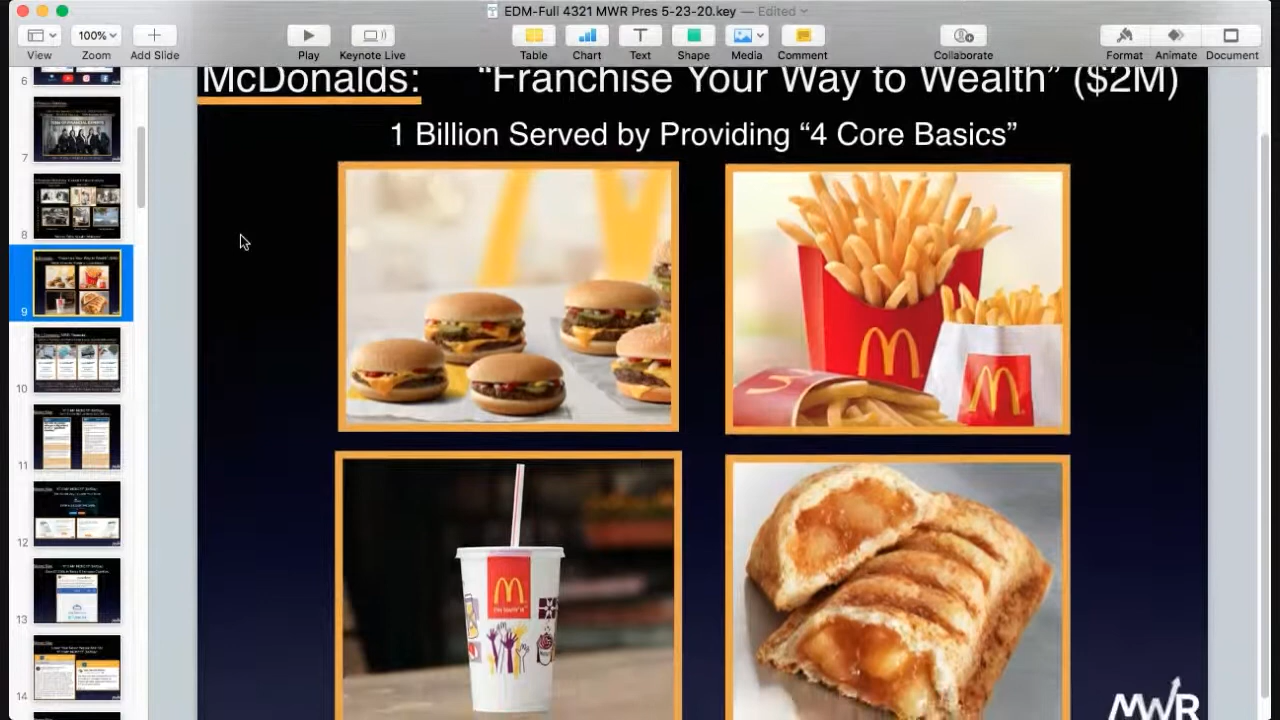 EDM-Full 4321 MWR Pres 5-23-20.key — Edited
100%
View
Zoom
Add Slide
Play
Keynote Live
Table
Chart
Text
Shape
Media
Comment
Collaborate
Format
Animate
Document
McDonalds: “Franchise Your Way to Wealth” ($2M)
1 Billion Served by Providing “4 Core Basics”
6
7
8
9
10
11
12
13
14
MWR